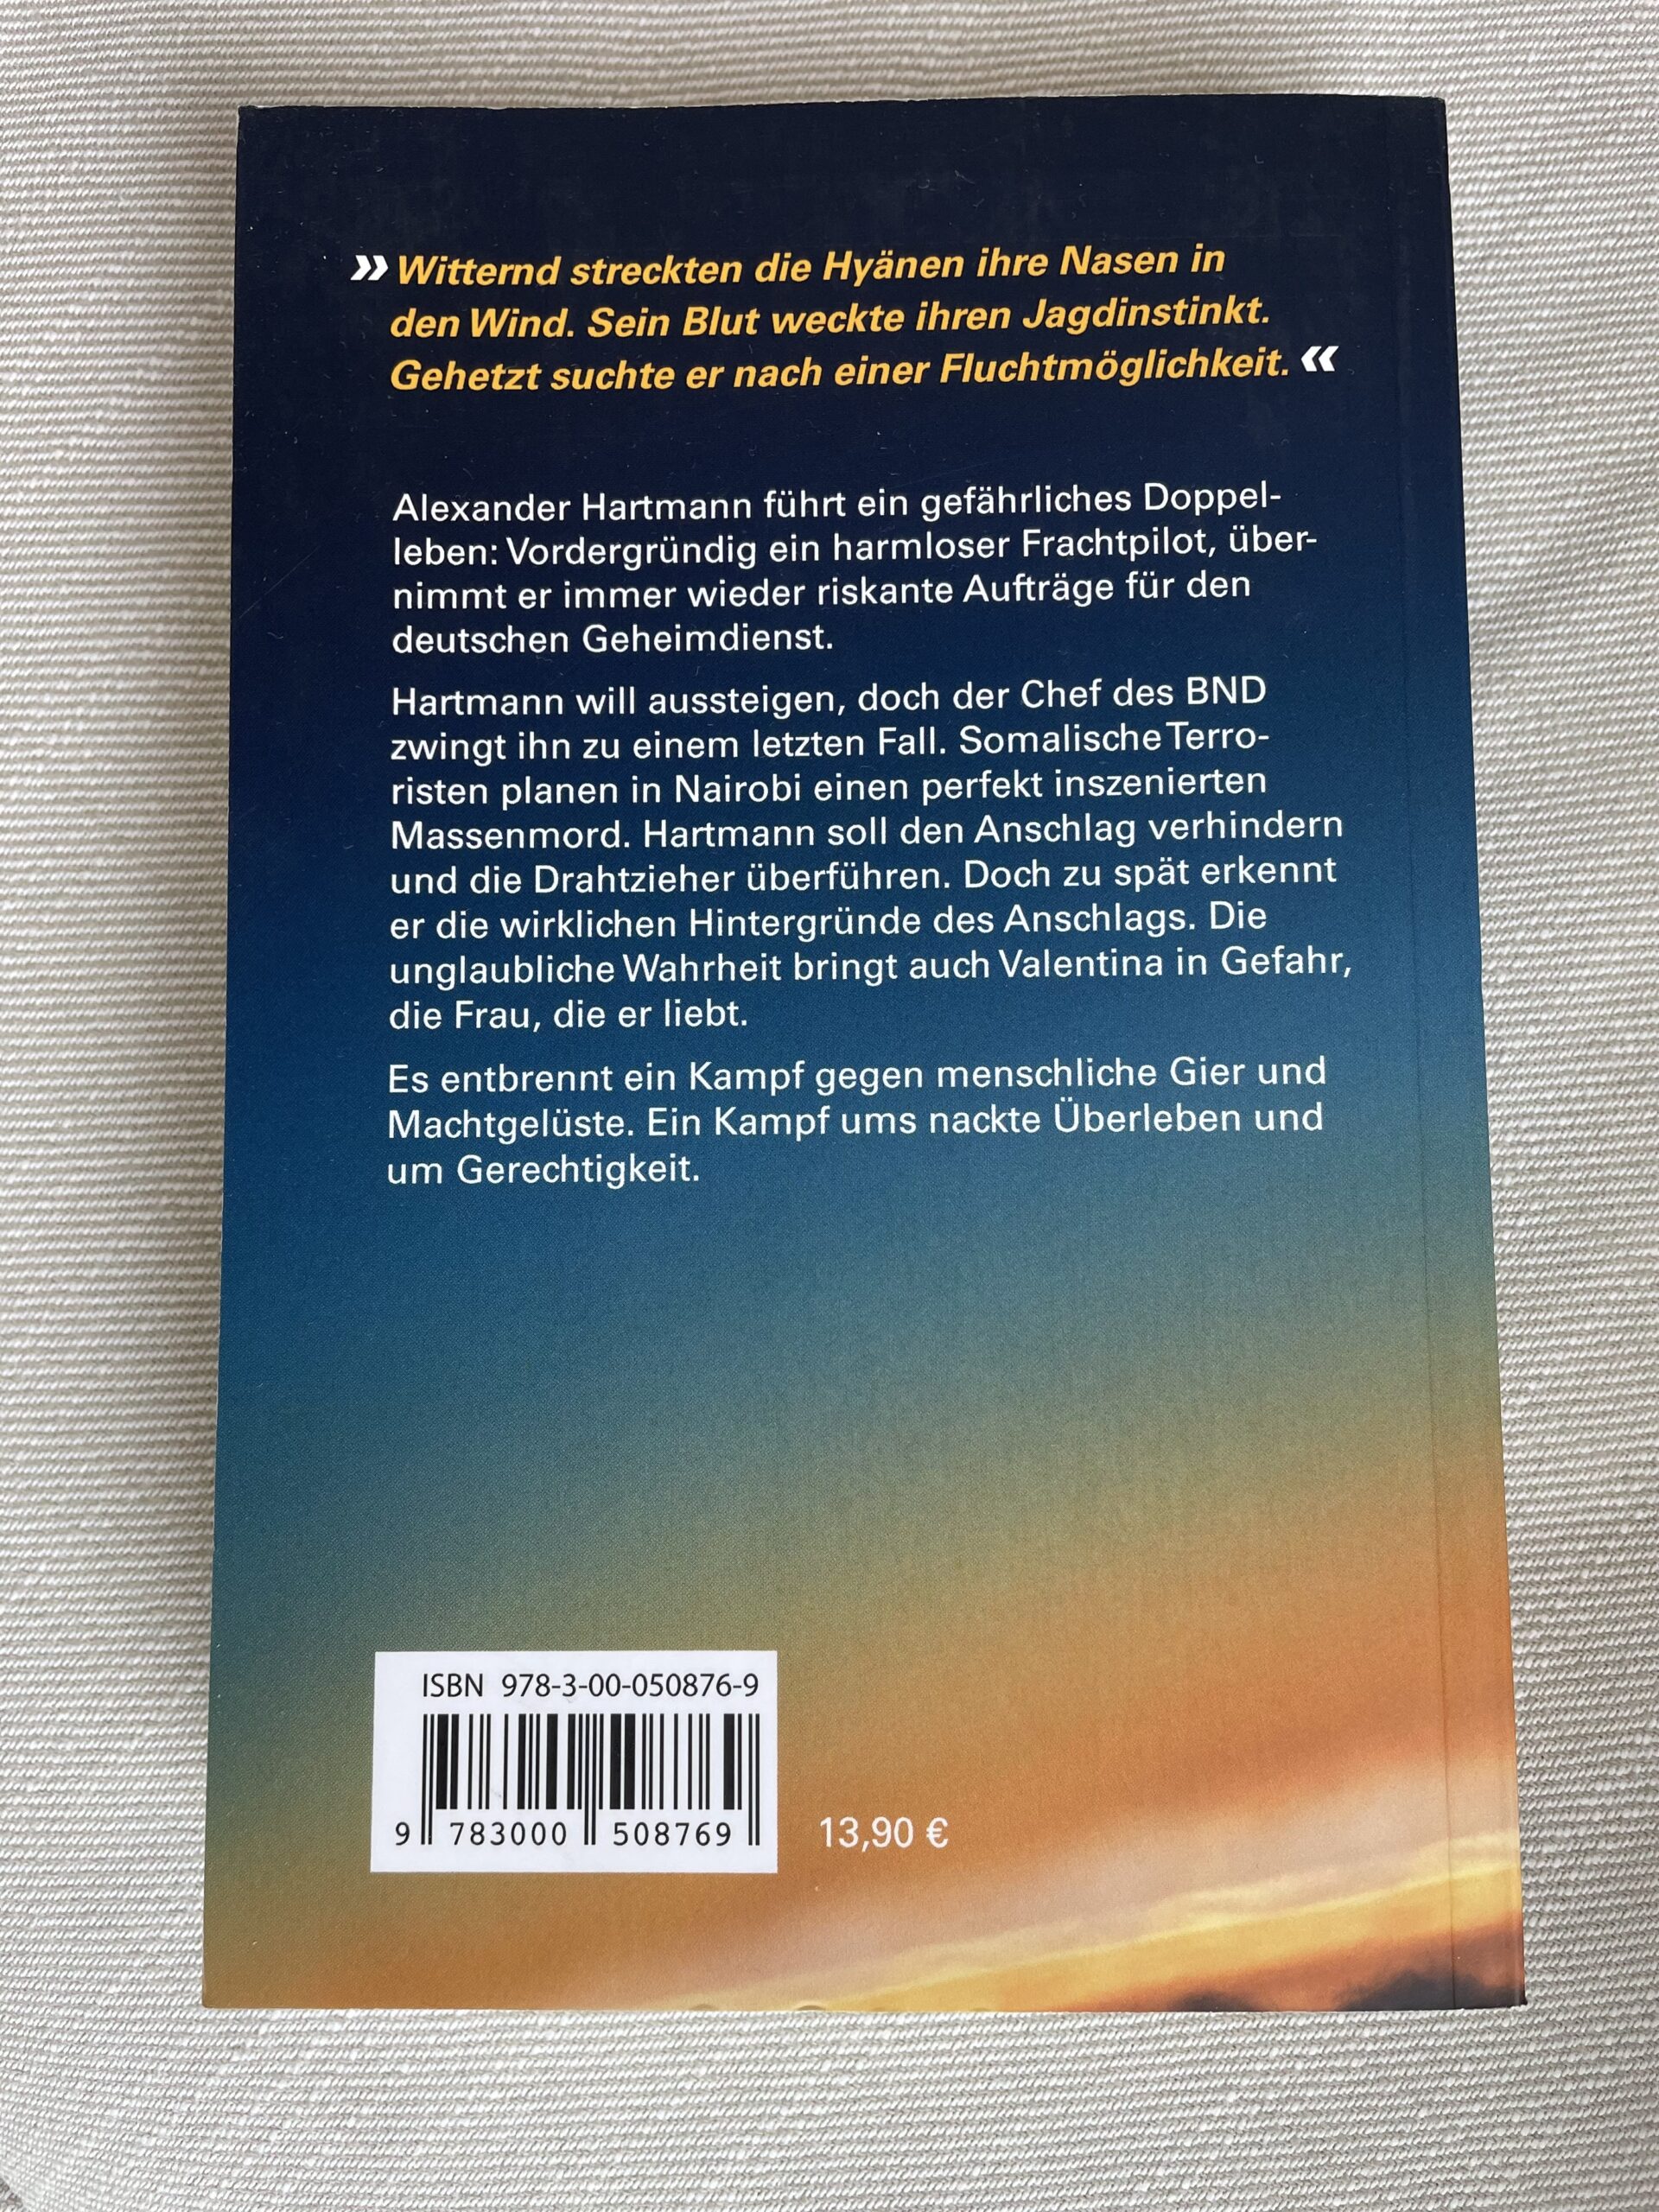 »Witternd streckten die Hyänen ihre Nasen in
den Wind. Sein Blut weckte ihren Jagdinstinkt.
Gehetzt suchte er nach einer Fluchtmöglichkeit.«
Alexander Hartmann führt ein gefährliches Doppel-
leben: Vordergründig ein harmloser Frachtpilot, über-
nimmt er immer wieder riskante Aufträge für den
deutschen Geheimdienst.
Hartmann will aussteigen, doch der Chef des BND
zwingt ihn zu einem letzten Fall. Somalische Terro-
risten planen in Nairobi einen perfekt inszenierten
Massenmord. Hartmann soll den Anschlag verhindern
und die Drahtzieher überführen. Doch zu spät erkennt
er die wirklichen Hintergründe des Anschlags. Die
unglaubliche Wahrheit bringt auch Valentina in Gefahr,
die Frau, die er liebt.
Es entbrennt ein Kampf gegen menschliche Gier und
Machtgelüste. Ein Kampf ums nackte Überleben und
um Gerechtigkeit.
ISBN 978-3-00-050876-9
9 783000 508769
13,90 €